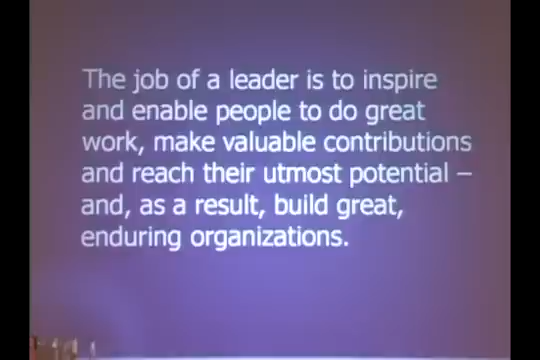 The job of a leader is to inspire
and enable people to do great
work, make valuable contributions
and reach their utmost potential –
and, as a result, build great,
enduring organizations.